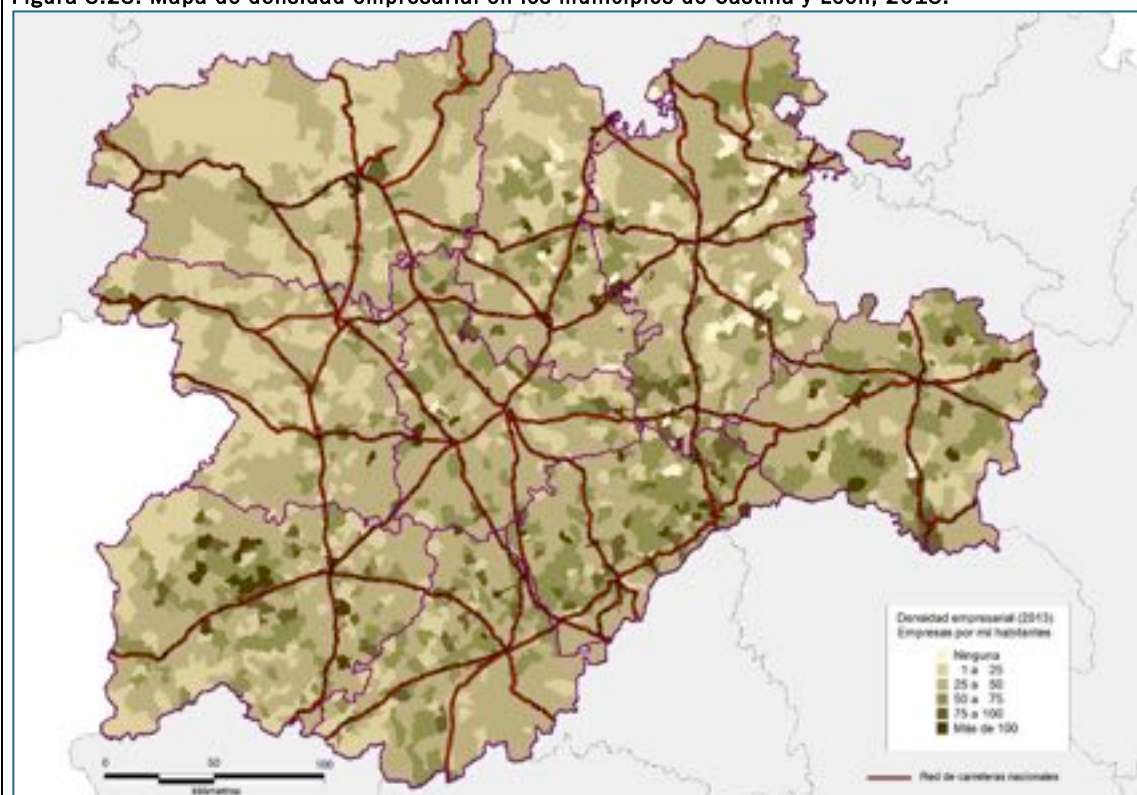 Figura 3.28. Mapa de densidad empresarial en los municipios de Castilla y León, 2013.
Densidad empresarial (2013)
Empresas por mil habitantes
Ninguna
1 a 25
25 a 50
50 a 75
75 a 100
Más de 100
0 50 100
kilómetros
Red de carreteras nacionales